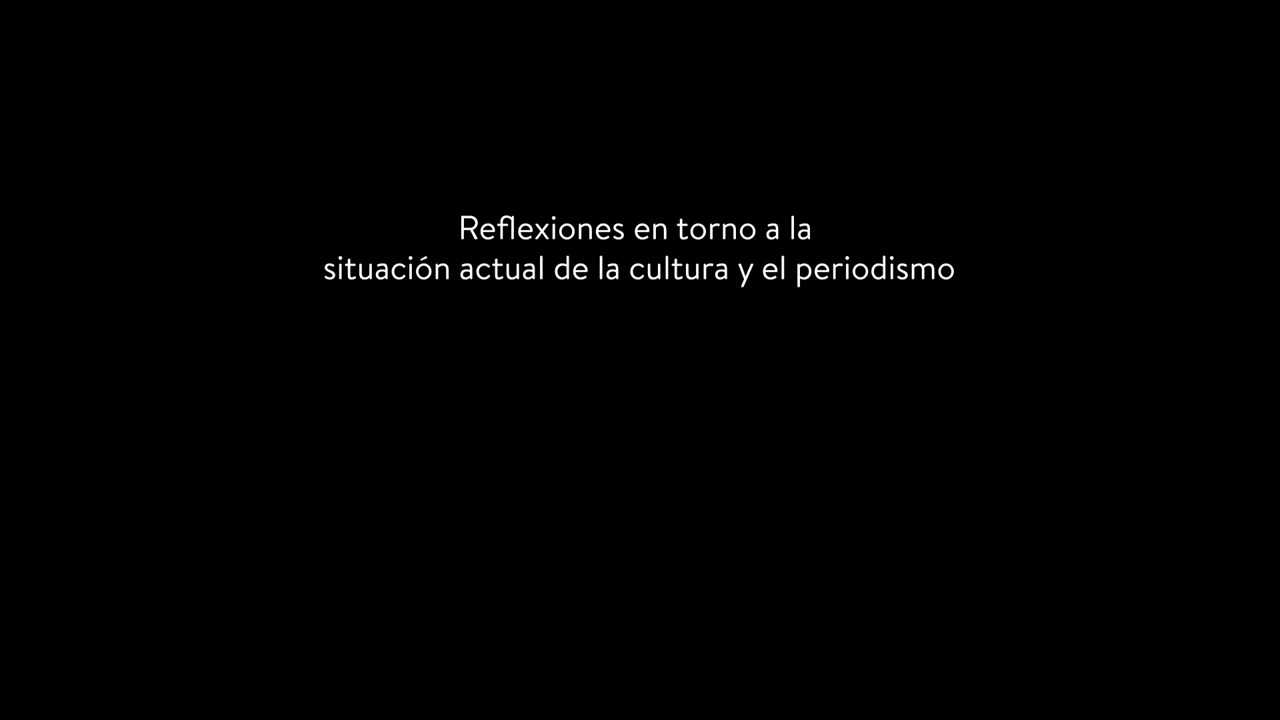 Reflexiones en torno a la
situación actual de la cultura y el periodismo